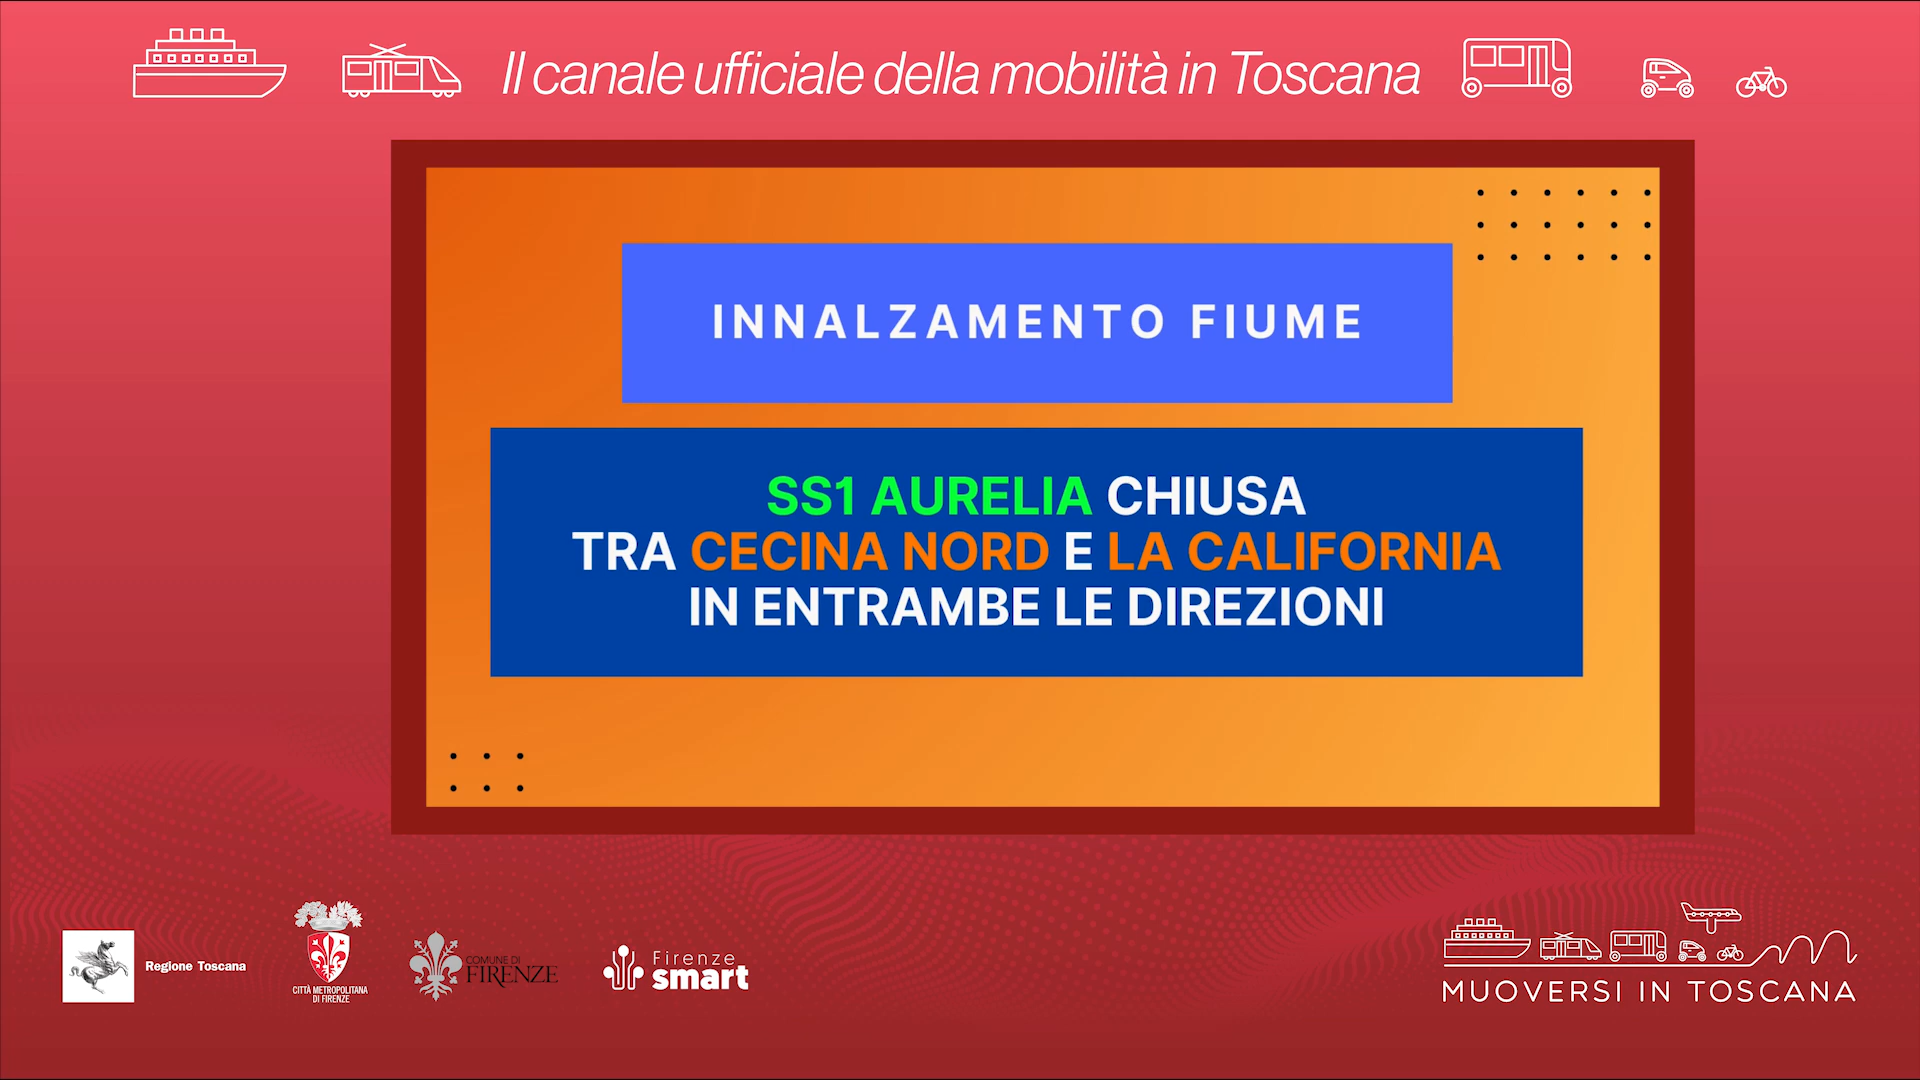 Il canale ufficiale della mobilità in Toscana
INNALZAMENTO FIUME
SS1 AURELIA CHIUSA
TRA CECINA NORD E LA CALIFORNIA
IN ENTRAMBE LE DIREZIONI
Regione Toscana
CITTÀ METROPOLITANA
DI FIRENZE
COMUNE DI
FIRENZE
Firenze
smart
MUOVERSI IN TOSCANA